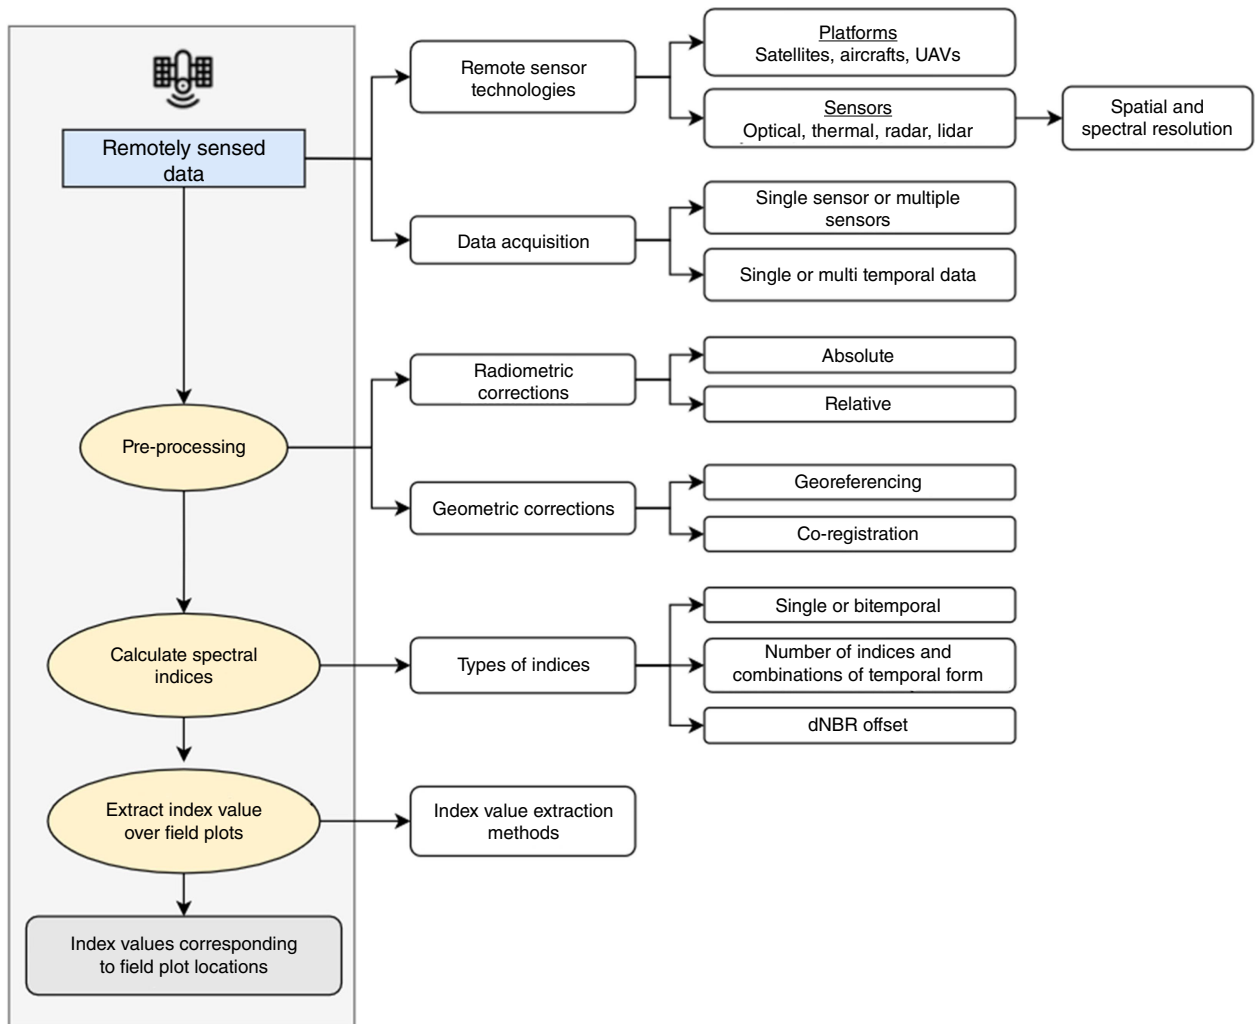 Remotely sensed
data
Remote sensor
technologies
Platforms
Satellites, aircrafts, UAVs
Sensors
Optical, thermal, radar, lidar
Spatial and
spectral resolution
Data acquisition
Single sensor or multiple
sensors
Single or multi temporal data
Pre-processing
Radiometric
corrections
Absolute
Relative
Geometric corrections
Georeferencing
Co-registration
Calculate spectral
indices
Types of indices
Single or bitemporal
Number of indices and
combinations of temporal form
dNBR offset
Extract index value
over field plots
Index value extraction
methods
Index values corresponding
to field plot locations